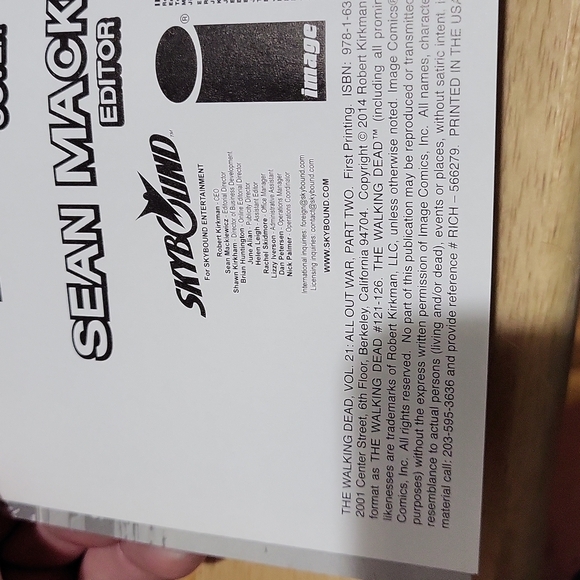 SEAN MACK
EDITOR
®
image
SKYBOUND™
For SKYBOUND ENTERTAINMENT
Robert Kirkman - CEO
Sean Mackiewicz - Editorial Director
Shawn Kirkham - Director of Business Development
Brian Huntington - Online Editorial Director
June Alian - Publicity Director
Helen Leigh - Assistant Editor
Rachel Skidmore - Office Manager
Lizzy Iverson - Administrative Assistant
Dan Petersen - Operations Manager
Nick Palmer - Operations Coordinator
International inquiries: foreign@skybound.com
Licensing inquiries: contact@skybound.com
WWW.SKYBOUND.COM
THE WALKING DEAD, VOL. 21: ALL OUT WAR, PART TWO. First Printing. ISBN: 978-1-63
2001 Center Street, 6th Floor, Berkeley, California 94704. Copyright © 2014 Robert Kirkman
format as THE WALKING DEAD #121-126. THE WALKING DEAD™ (including all promin
likenesses are trademarks of Robert Kirkman, LLC, unless otherwise noted. Image Comics®
Comics, Inc. All rights reserved. No part of this publication may be reproduced or transmitted
purposes) without the express written permission of Image Comics, Inc. All names, characte
resemblance to actual persons (living and/or dead), events or places, without satiric intent, i
material call: 203-595-3636 and provide reference # RICH – 566279. PRINTED IN THE USA